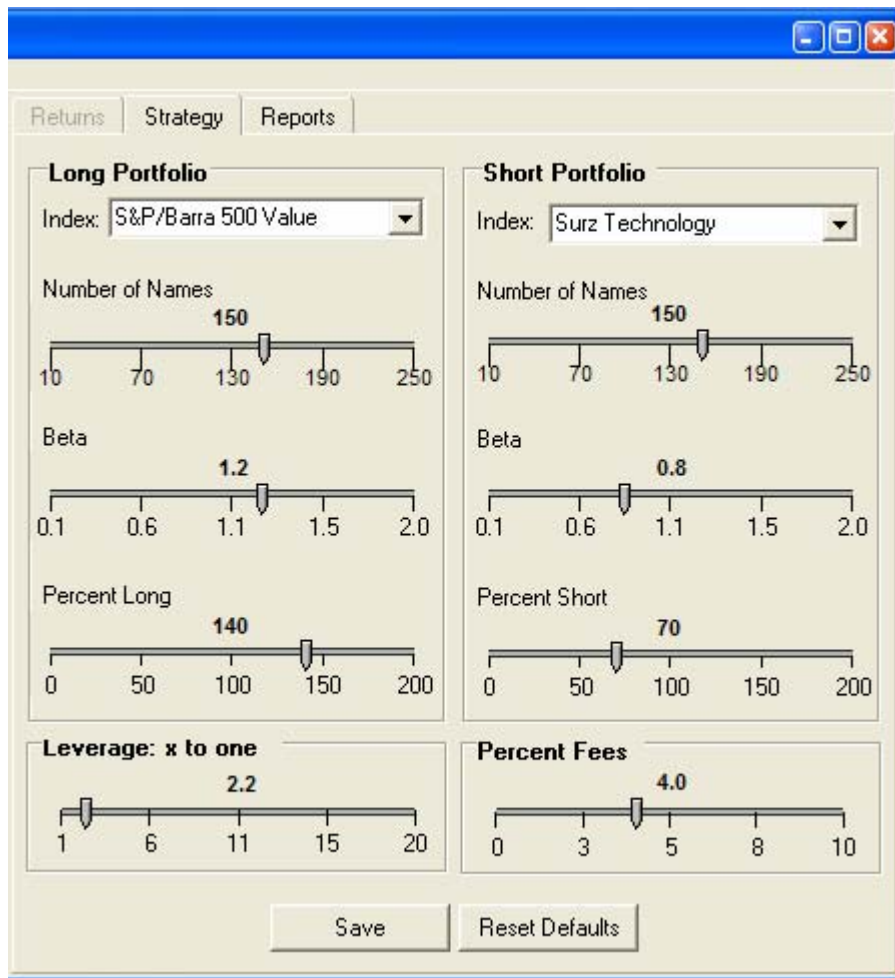 Returns Strategy Reports
Long Portfolio
Index: S&P/Barra 500 Value
Number of Names
150
10 70 130 190 250
Beta
1.2
0.1 0.6 1.1 1.5 2.0
Percent Long
140
0 50 100 150 200
Short Portfolio
Index: Surz Technology
Number of Names
150
10 70 130 190 250
Beta
0.8
0.1 0.6 1.1 1.5 2.0
Percent Short
70
0 50 100 150 200
Leverage: x to one
2.2
1 6 11 15 20
Percent Fees
4.0
0 3 5 8 10
Save Reset Defaults